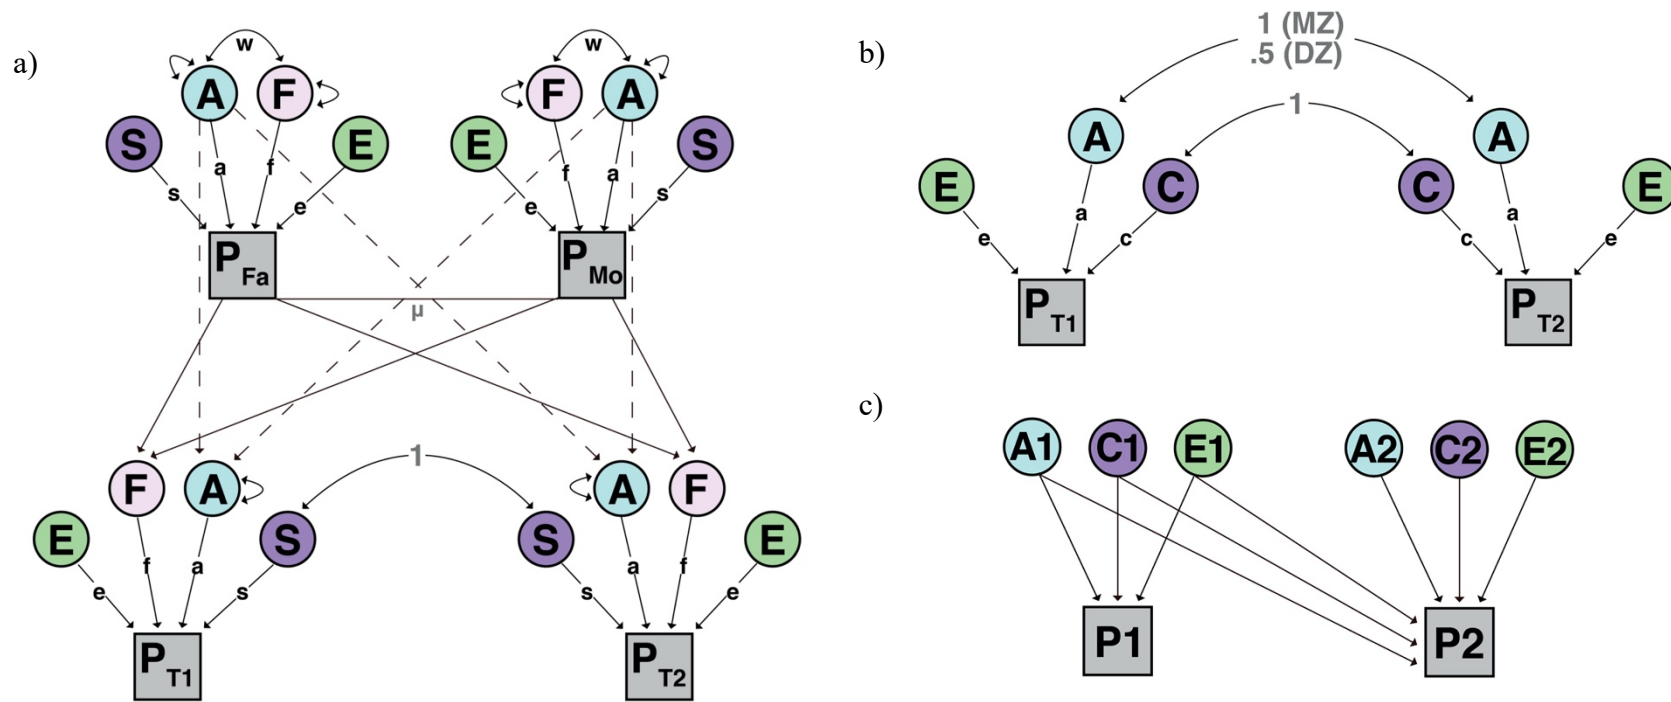 a)
w
w
A F
F A
S
E
E
S
a f
f a
s
e
e
s
P Fa
P Mo
μ
1
F A
A F
E
S
S
E
e
f a
s
s
a f
e
P T1
P T2
b)
1 (MZ)
.5 (DZ)
1
A
A
E
C
C
E
a
a
e
c
c
e
P T1
P T2
c)
A1 C1 E1
A2 C2 E2
P1
P2